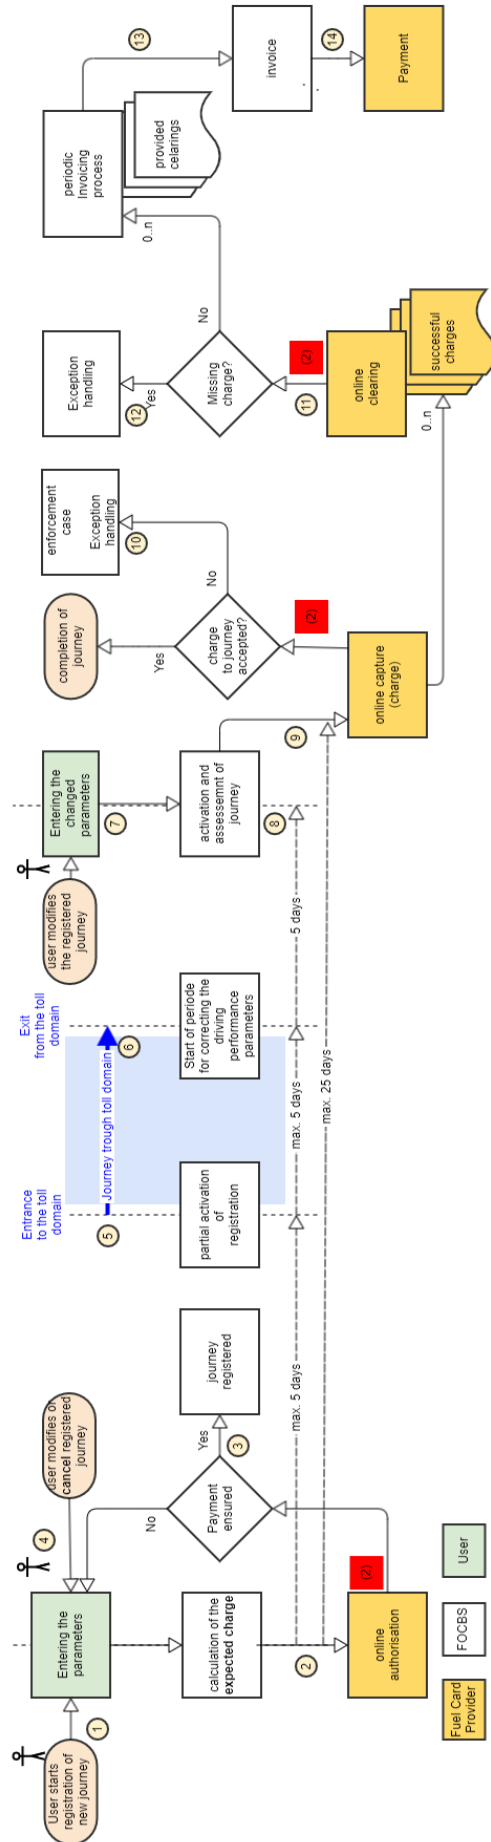 User starts
registration of
new journey
1
Entering the
parameters
4
user modifies or
cancel registered
journey
calculation of the
expected charge
2
online
authorisation
(2)
No
Payment
ensured
Yes
3
journey
registered
max. 5 days
Entrance
to the toll
domain
5
Journey trough toll domain
6
Exit
from the toll
domain
partial activation
of
registration
Start of periode
for correcting the
driving
performance
parameters
max. 5 days
max. 25 days
5 days
user modifies
the registered
journey
Entering the
changed
parameters
7
activation and
assessemnt of
journey
8
9
online capture
(charge)
(2)
charge
to journey
accepted?
Yes
completion of
journey
No
10
enforcement
case
Exception
handling
0..n
successful
charges
online
clearing
11
(2)
Missing
charge?
Yes
12
Exception
handling
No
0..n
periodic
Invoicing
process
provided
celarings
13
invoice
14
Payment
Fuel Card
Provider
FOCBS
User